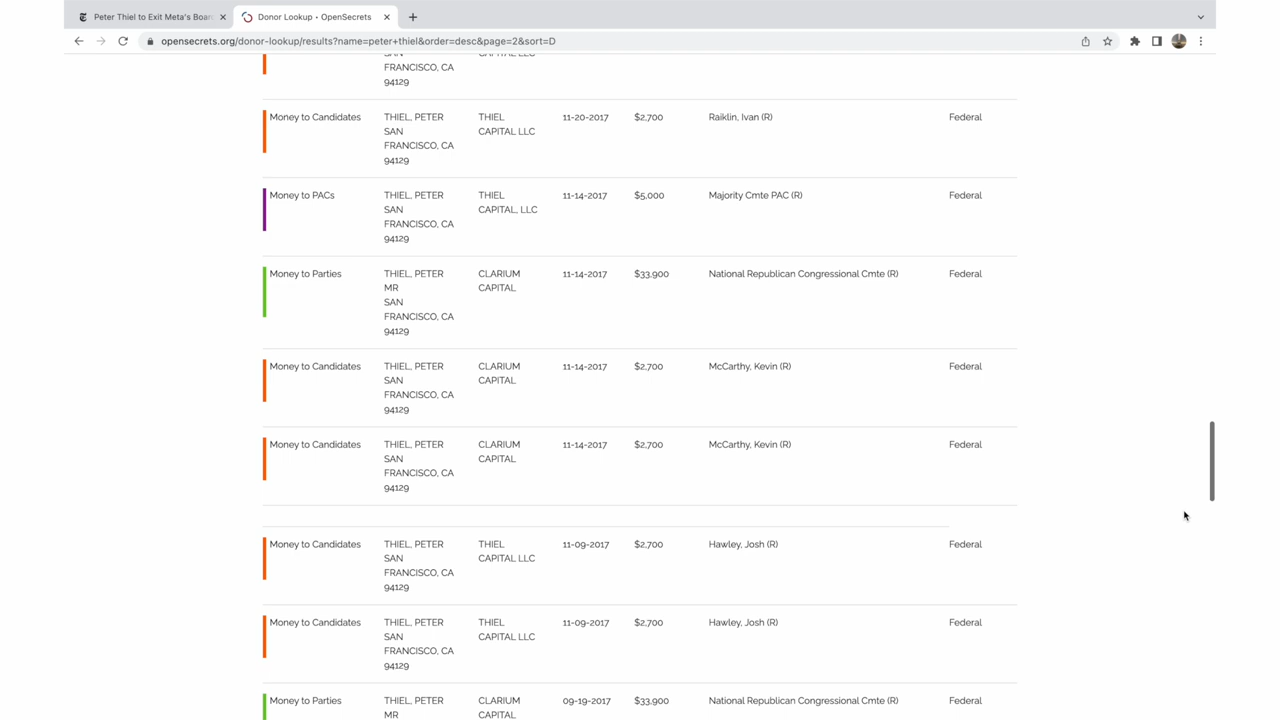 Peter Thiel to Exit Meta's Boar
Donor Lookup • OpenSecrets
opensecrets.org/donor-lookup/results?name=peter+thiel&order=desc&page=2&sort=D
FRANCISCO, CA
94129
Money to Candidates THIEL, PETER THIEL 11-20-2017 $2,700 Raiklin, Ivan (R) Federal
SAN CAPITAL LLC
FRANCISCO, CA
94129
Money to PACs THIEL, PETER THIEL 11-14-2017 $5,000 Majority Cmte PAC (R) Federal
SAN CAPITAL, LLC
FRANCISCO, CA
94129
Money to Parties THIEL, PETER CLARIUM 11-14-2017 $33,900 National Republican Congressional Cmte (R) Federal
MR CAPITAL
SAN
FRANCISCO, CA
94129
Money to Candidates THIEL, PETER CLARIUM 11-14-2017 $2,700 McCarthy, Kevin (R) Federal
SAN CAPITAL
FRANCISCO, CA
94129
Money to Candidates THIEL, PETER CLARIUM 11-14-2017 $2,700 McCarthy, Kevin (R) Federal
SAN CAPITAL
FRANCISCO, CA
94129
Money to Candidates THIEL, PETER THIEL 11-09-2017 $2,700 Hawley, Josh (R) Federal
SAN CAPITAL LLC
FRANCISCO, CA
94129
Money to Candidates THIEL, PETER THIEL 11-09-2017 $2,700 Hawley, Josh (R) Federal
SAN CAPITAL LLC
FRANCISCO, CA
94129
Money to Parties THIEL, PETER CLARIUM 09-19-2017 $33,900 National Republican Congressional Cmte (R) Federal
MR CAPITAL